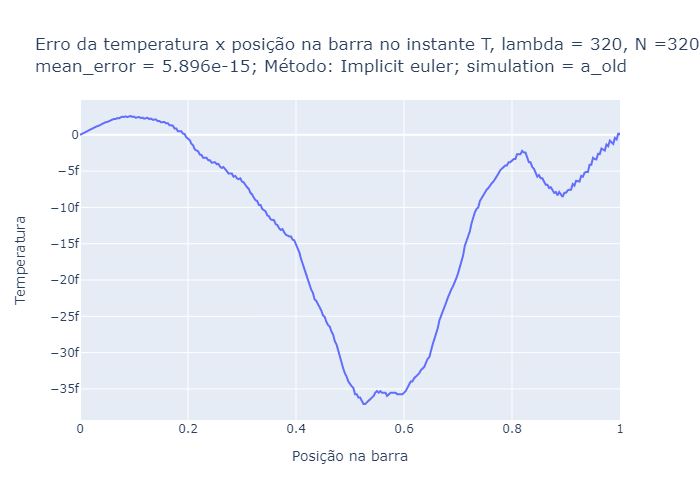 Erro da temperatura x posição na barra no instante T, lambda = 320, N =320
mean_error = 5.896e-15; Método: Implicit euler; simulation = a_old
0
−5f
−10f
−15f
−20f
−25f
−30f
−35f
Temperatura
0
0.2
0.4
0.6
0.8
1
Posição na barra